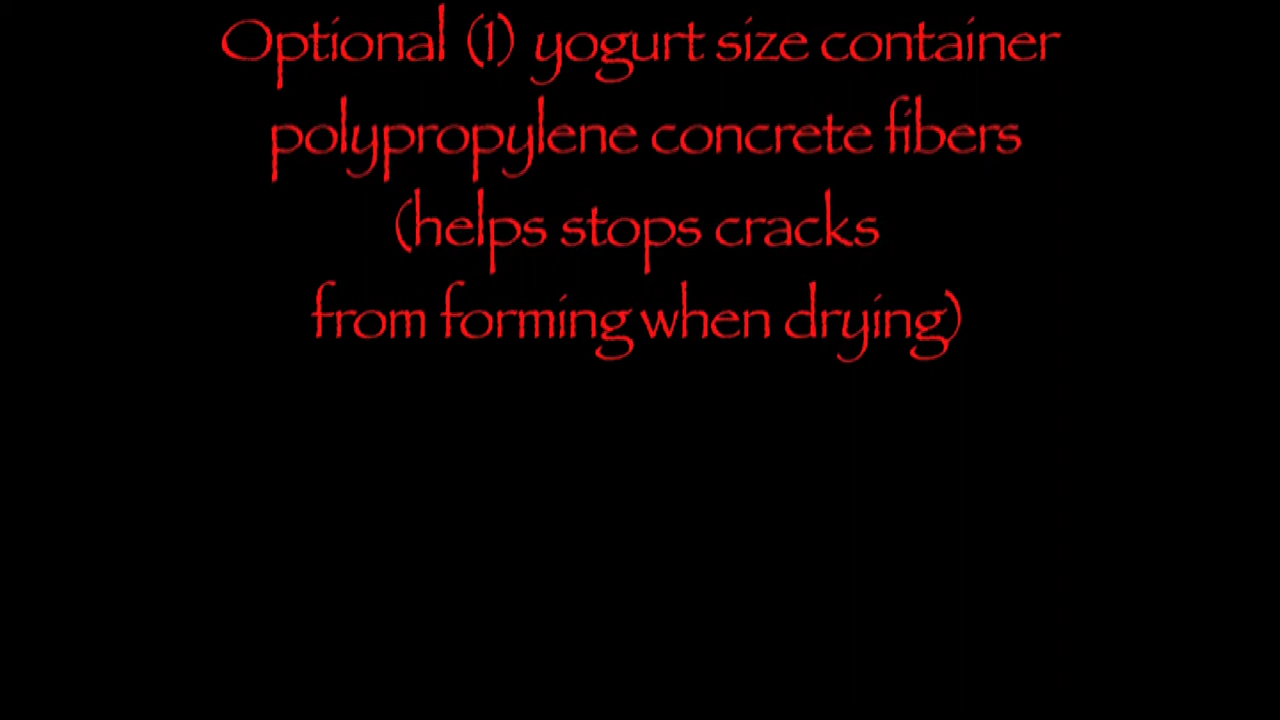 Optional (1) yogurt size container
polypropylene concrete fibers
(helps stops cracks
from forming when drying)